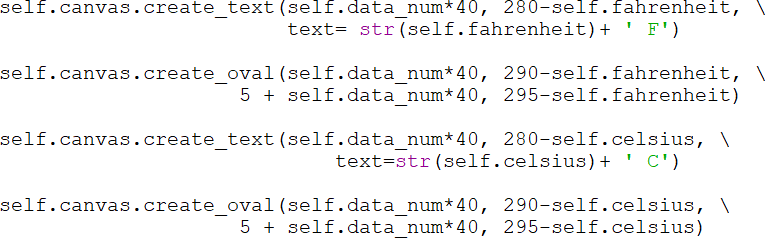 self.canvas.create_text(self.data_num*40, 280-self.fahrenheit, \
text= str(self.fahrenheit)+ ' F')
self.canvas.create_oval(self.data_num*40, 290-self.fahrenheit, \
5 + self.data_num*40, 295-self.fahrenheit)
self.canvas.create_text(self.data_num*40, 280-self.celsius, \
text=str(self.celsius)+ ' C')
self.canvas.create_oval(self.data_num*40, 290-self.celsius, \
5 + self.data_num*40, 295-self.celsius)